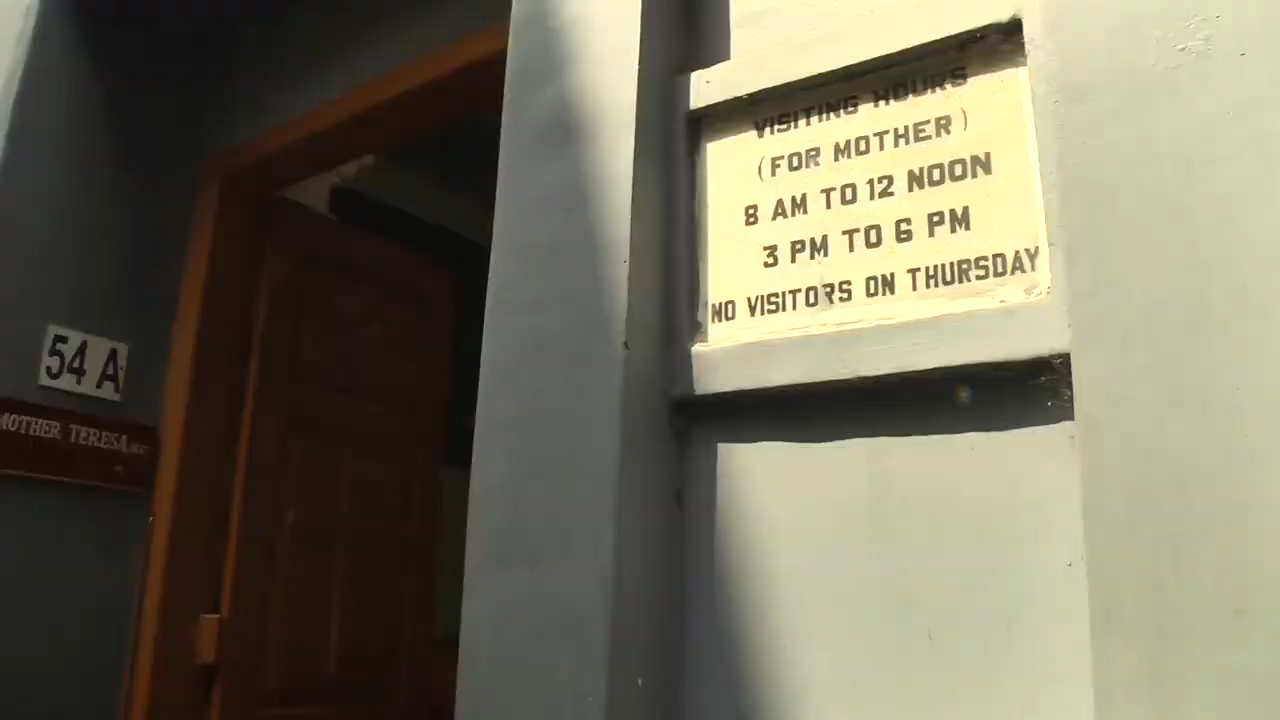 54 A
MOTHER TERESA
VISITING HOURS
(FOR MOTHER)
8 AM TO 12 NOON
3 PM TO 6 PM
NO VISITORS ON THURSDAY